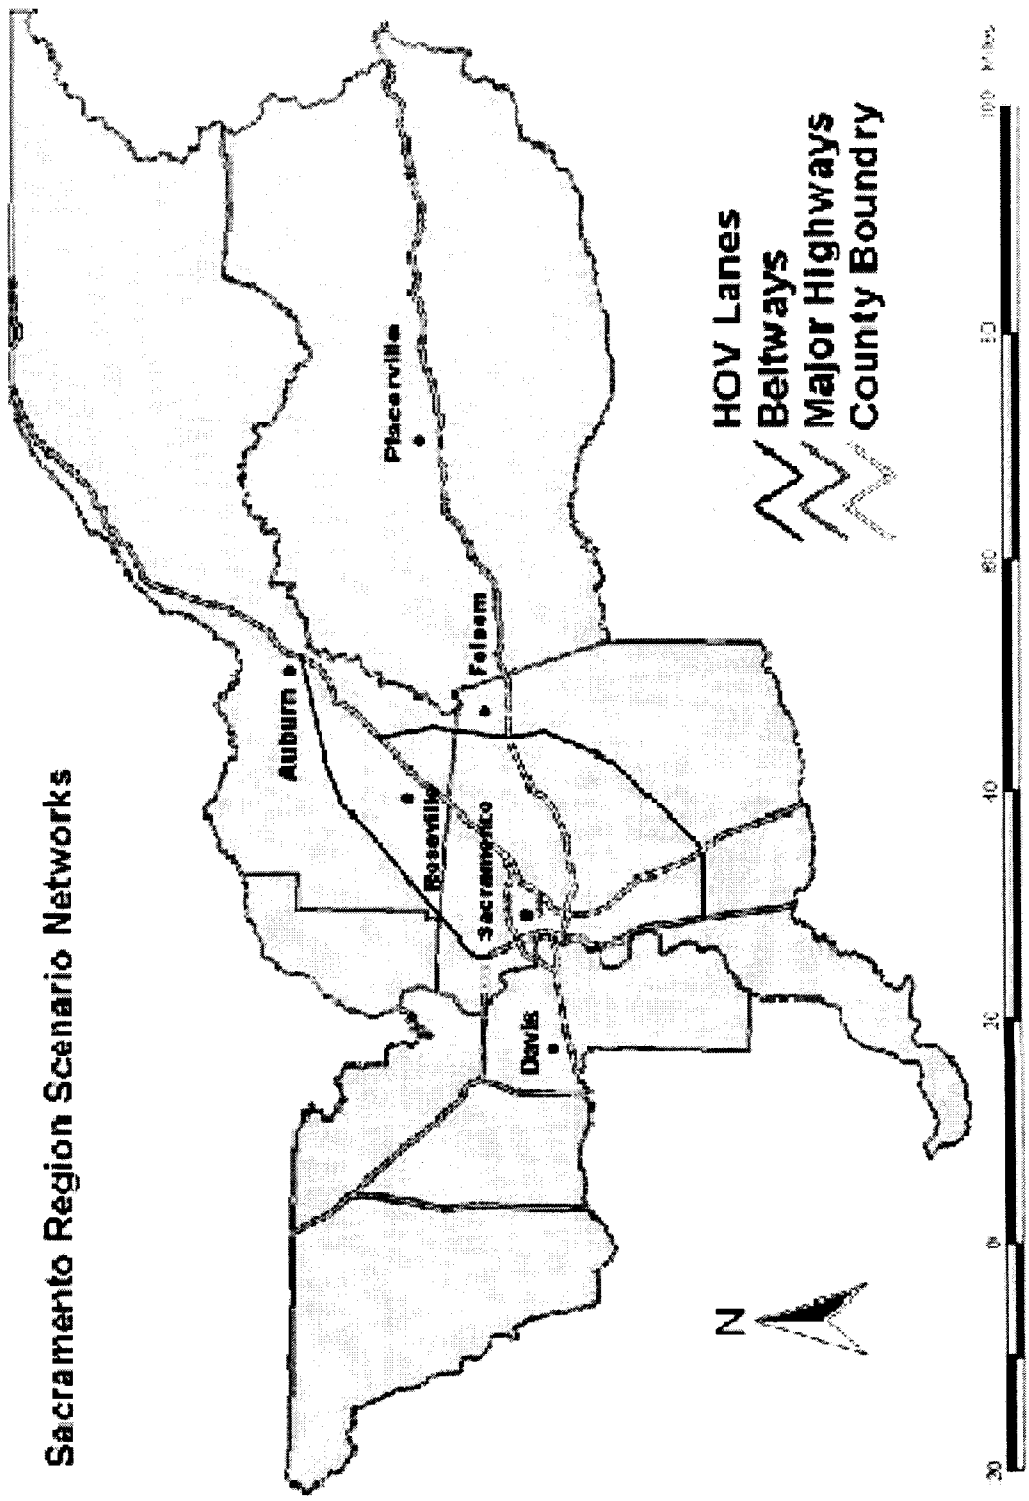 Sacramento Region Scenario Networks
Auburn
Placerville
Roseville
Folsom
Sacramento
Davis
N
HOV Lanes
Beltways
Major Highways
County Boundry
20 0 20 40 60 80 100 Miles